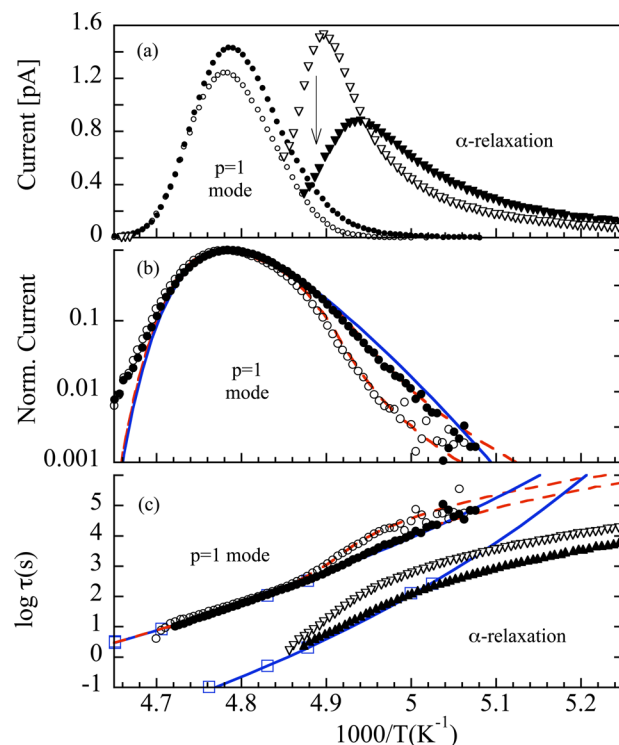 (a)
1.6
1.2
0.8
0.4
0
Current [pA]
p=1
mode
α-relaxation
(b)
0.1
0.01
0.001
Norm. Current
p=1
mode
(c)
5
4
3
2
1
0
-1
log τ(s)
p=1 mode
α-relaxation
4.7 4.8 4.9 5 5.1 5.2
1000/T(K⁻¹)